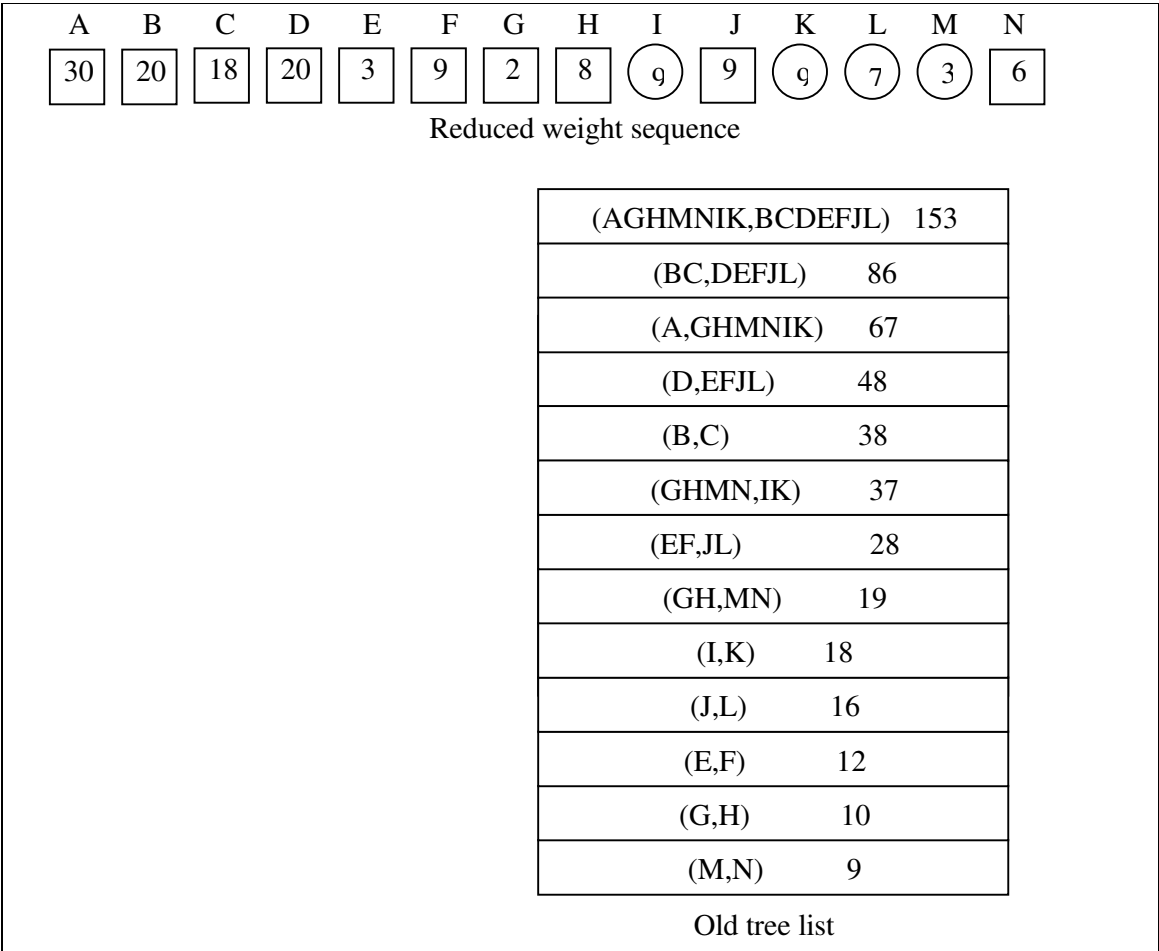 A B C D E F G H I J K L M N
30 20 18 20 3 9 2 8 9 9 9 7 3 6
Reduced weight sequence
(AGHMNIK,BCDEFJL) 153
(BC,DEFJL) 86
(A,GHMNIK) 67
(D,EFJL) 48
(B,C) 38
(GHMN,IK) 37
(EF,JL) 28
(GH,MN) 19
(I,K) 18
(J,L) 16
(E,F) 12
(G,H) 10
(M,N) 9
Old tree list